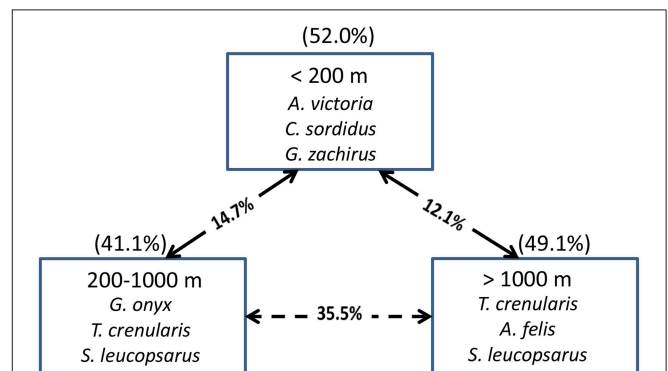 (52.0%)
< 200 m
A. victoria
C. sordidus
G. zachirus
14.7%
12.1%
(41.1%)
(49.1%)
200-1000 m
G. onyx
T. crenularis
S. leucopsarus
35.5%
> 1000 m
T. crenularis
A. felis
S. leucopsarus